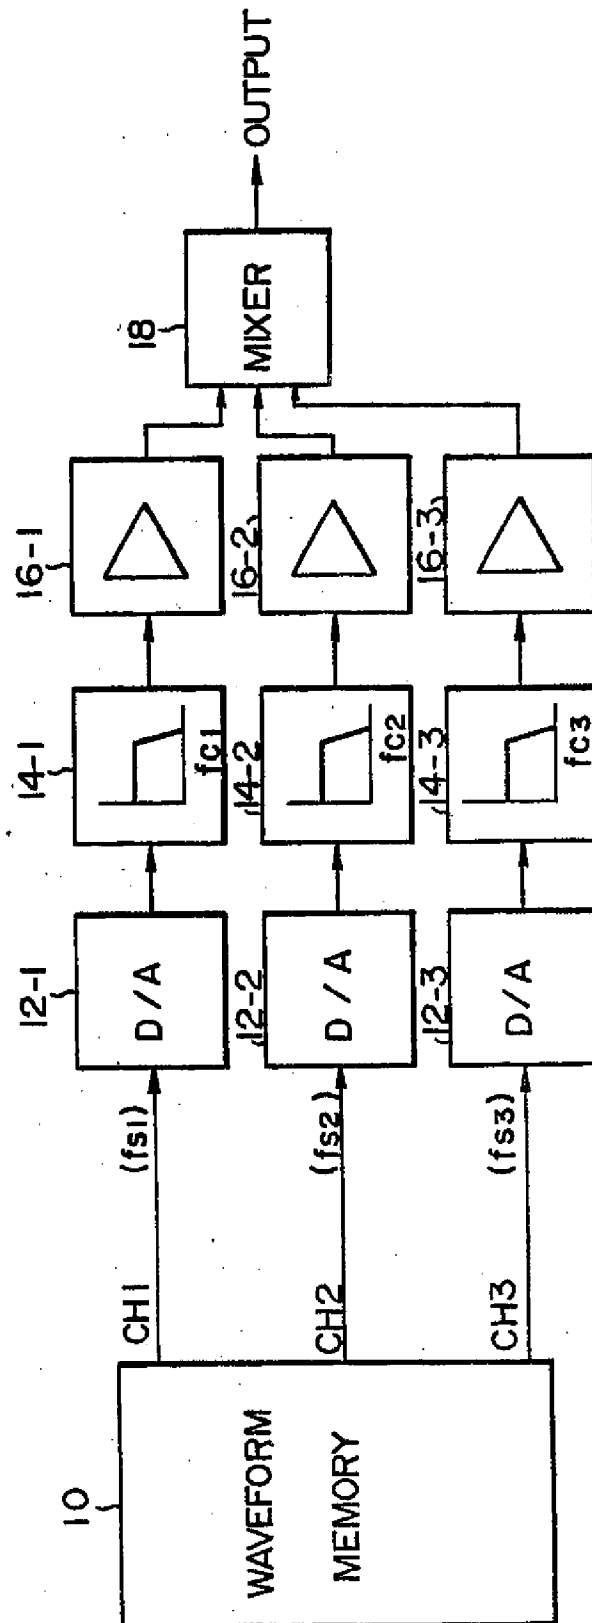 10
WAVEFORM
MEMORY
CH1
(fs1)
12-1
D/A
14-1
fc1
16-1
CH2
(fs2)
12-2
D/A
14-2
fc2
16-2
CH3
(fs3)
12-3
D/A
14-3
fc3
16-3
18
MIXER
OUTPUT